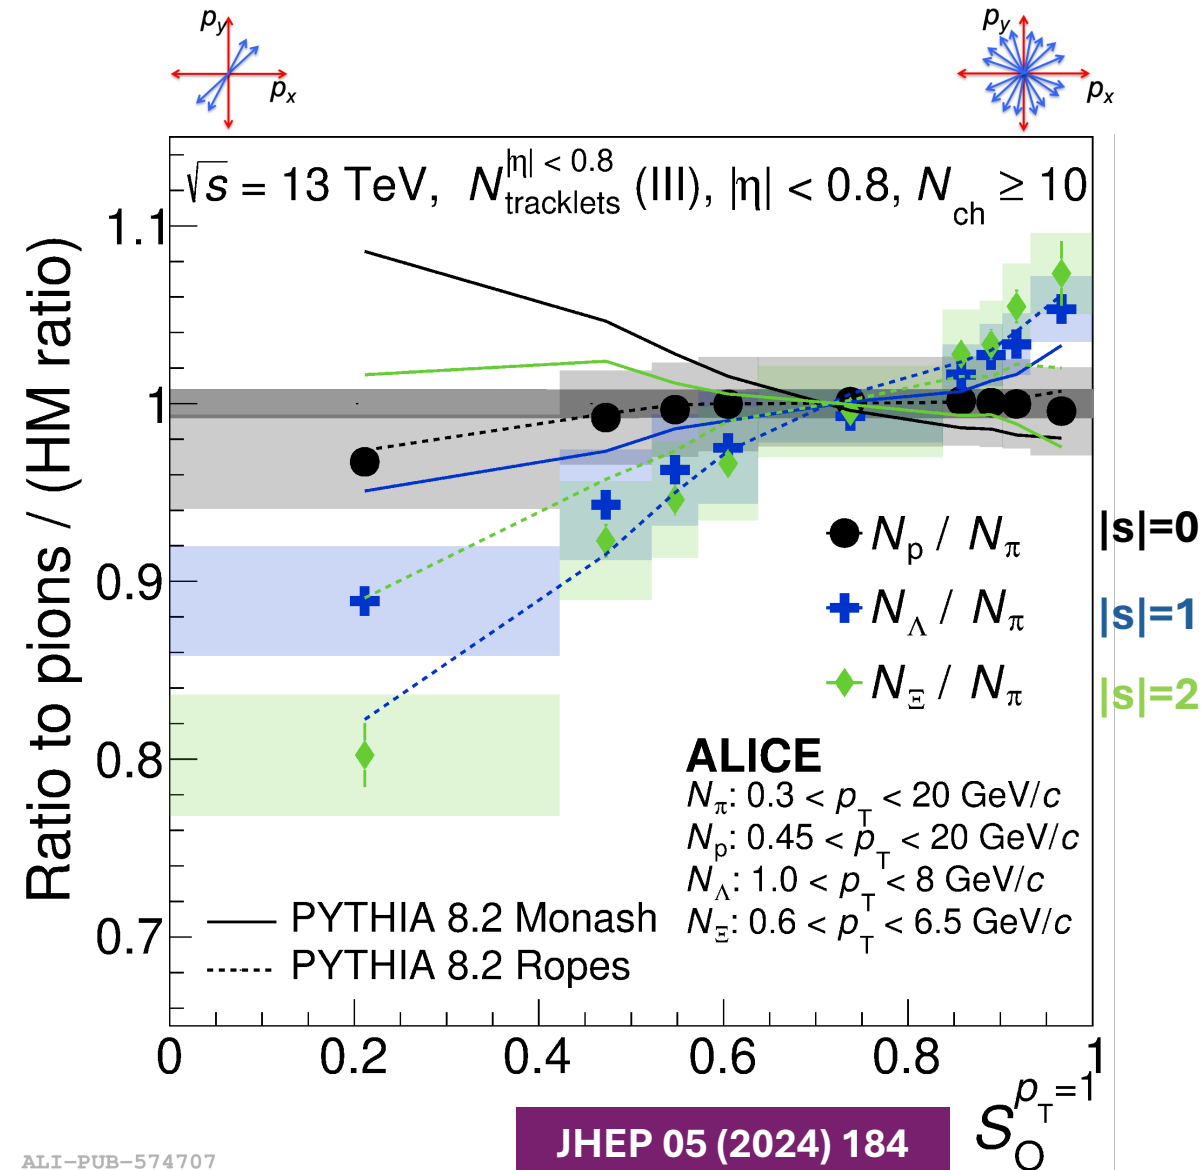 p_y
p_x
p_y
p_x
√s = 13 TeV, N_tracklets^|η| < 0.8 (III), |η| < 0.8, N_ch ≥ 10
Ratio to pions / (HM ratio)
1.1
1
0.9
0.8
0.7
N_p / N_π |s|=0
N_Λ / N_π |s|=1
N_Ξ / N_π |s|=2
ALICE
N_π: 0.3 < p_T < 20 GeV/c
N_p: 0.45 < p_T < 20 GeV/c
N_Λ: 1.0 < p_T < 8 GeV/c
N_Ξ: 0.6 < p_T < 6.5 GeV/c
PYTHIA 8.2 Monash
PYTHIA 8.2 Ropes
0 0.2 0.4 0.6 0.8 1
S_O^p_T=1
JHEP 05 (2024) 184
ALI−PUB−574707